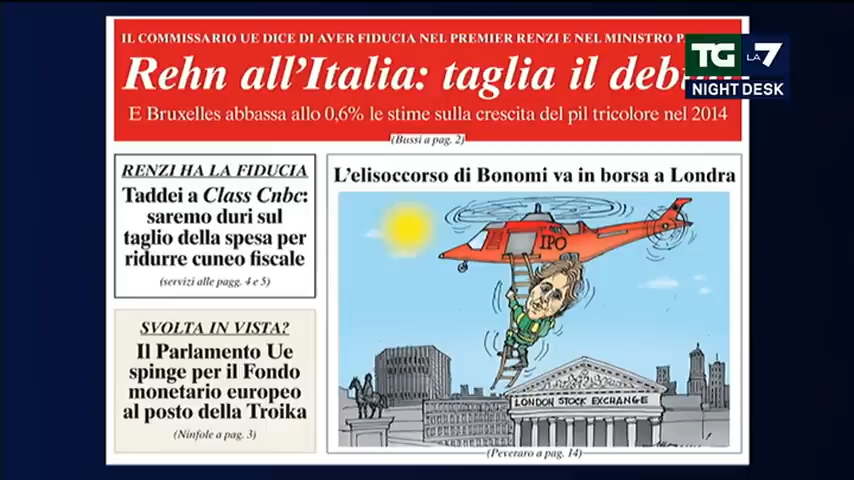 IL COMMISSARIO UE DICE DI AVER FIDUCIA NEL PREMIER RENZI E NEL MINISTRO
TG LA 7
NIGHT DESK
Rehn all'Italia: taglia il
E Bruxelles abbassa allo 0,6% le stime sulla crescita del pil tricolore nel 2014
(Bussi a pag. 2)
RENZI HA LA FIDUCIA
Taddei a Class Cnbc:
saremo duri sul
taglio della spesa per
ridurre cuneo fiscale
(servizi alle pagg. 4 e 5)
SVOLTA IN VISTA?
Il Parlamento Ue
spinge per il Fondo
monetario europeo
al posto della Troika
(Ninfole a pag. 3)
L'elisoccorso di Bonomi va in borsa a Londra
IPO
LONDON STOCK EXCHANGE
(Peveraro a pag. 14)